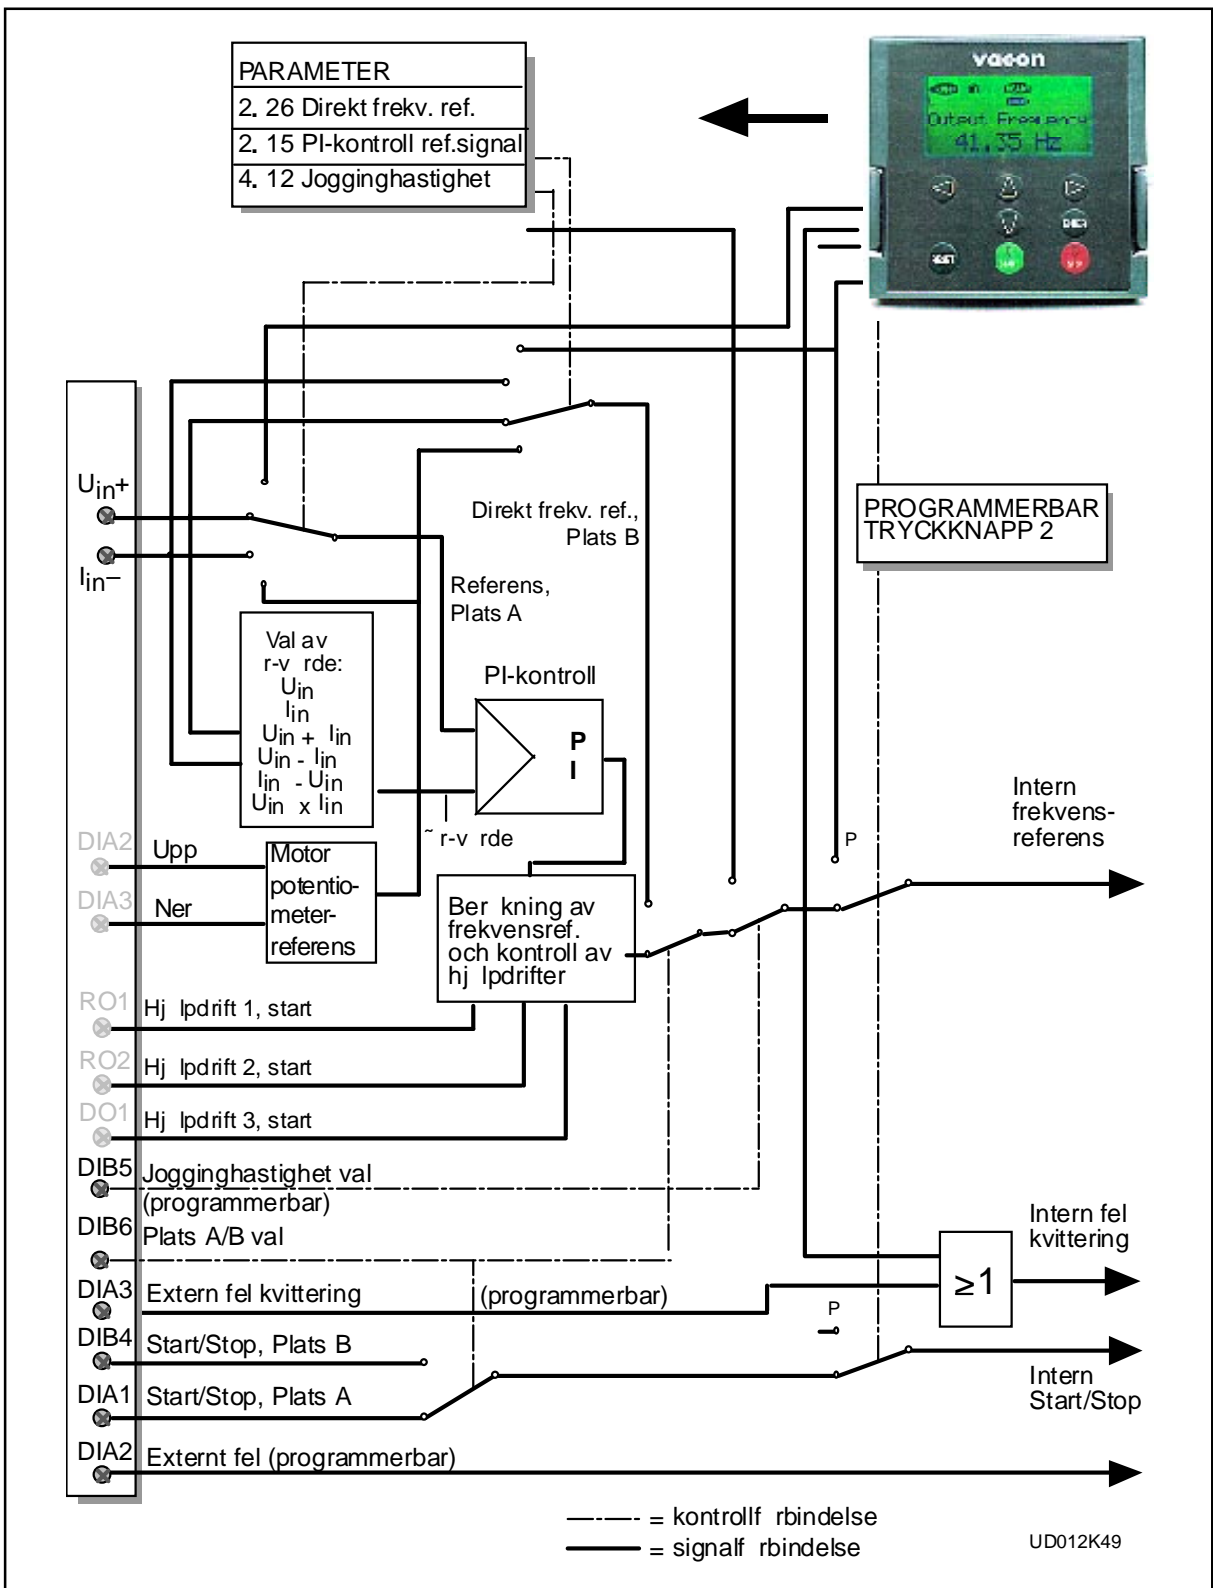 PARAMETER
2. 26 Direkt frekv. ref.
2. 15 PI-kontroll ref.signal
4. 12 Jogginghastighet
vacon
Output Frequency
41,35 Hz
ENTER
RESET
START
STOP
Uin+
Iin−
Direkt frekv. ref.,
Plats B
PROGRAMMERBAR
TRYCKKNAPP 2
Referens,
Plats A
Val av
r-v rde:
Uin
Iin
Uin + Iin
Uin - Iin
Iin - Uin
Uin x Iin
PI-kontroll
P
I
˜ r-v rde
Intern
frekvens-
referens
P
DIA2
Upp
DIA3
Ner
Motor
potentio-
meter-
referens
Ber kning av
frekvensref.
och kontroll av
hj lpdrifter
RO1
Hj lpdrift 1, start
RO2
Hj lpdrift 2, start
DO1
Hj lpdrift 3, start
DIB5
Jogginghastighet val
(programmerbar)
DIB6
Plats A/B val
Intern fel
kvittering
≥1
DIA3
Extern fel kvittering (programmerbar)
P
DIB4
Start/Stop, Plats B
DIA1
Start/Stop, Plats A
Intern
Start/Stop
DIA2
Externt fel (programmerbar)
= kontrollf rbindelse
= signalf rbindelse
UD012K49